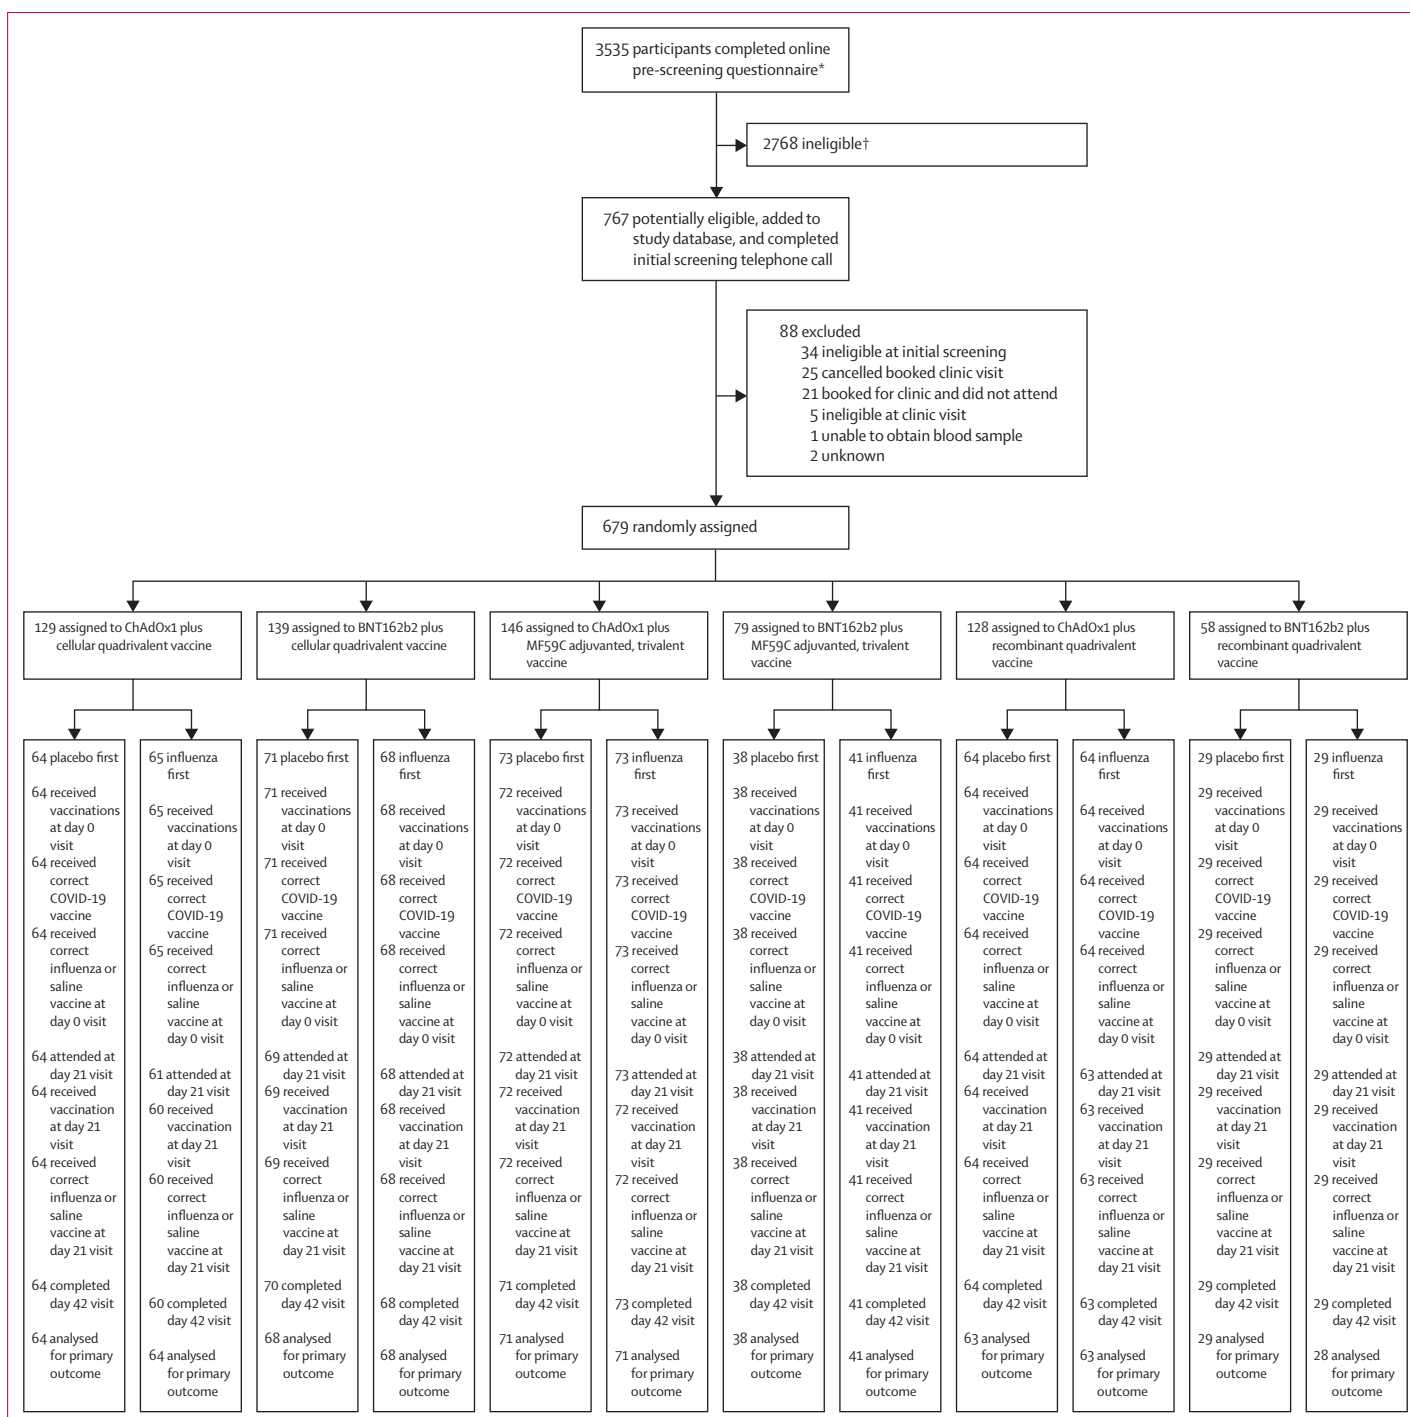 3535 participants completed online
pre-screening questionnaire*
2768 ineligible†
767 potentially eligible, added to
study database, and completed
initial screening telephone call
88 excluded
34 ineligible at initial screening
25 cancelled booked clinic visit
21 booked for clinic and did not attend
5 ineligible at clinic visit
1 unable to obtain blood sample
2 unknown
679 randomly assigned
129 assigned to ChAdOx1 plus
cellular quadrivalent vaccine
139 assigned to BNT162b2 plus
cellular quadrivalent vaccine
146 assigned to ChAdOx1 plus
MF59C adjuvanted, trivalent
vaccine
79 assigned to BNT162b2 plus
MF59C adjuvanted, trivalent
vaccine
128 assigned to ChAdOx1 plus
recombinant quadrivalent
vaccine
58 assigned to BNT162b2 plus
recombinant quadrivalent
vaccine
64 placebo first
64 received
vaccinations
at day 0
visit
64 received
correct
COVID-19
vaccine
64 received
correct
influenza or
saline
vaccine at
day 0 visit
64 attended at
day 21 visit
64 received
vaccination
at day 21
visit
64 received
correct
influenza or
saline
vaccine at
day 21 visit
64 completed
day 42 visit
64 analysed
for primary
outcome
65 influenza
first
65 received
vaccinations
at day 0
visit
65 received
correct
COVID-19
vaccine
65 received
correct
influenza or
saline
vaccine at
day 0 visit
61 attended at
day 21 visit
60 received
vaccination
at day 21
visit
60 received
correct
influenza or
saline
vaccine at
day 21 visit
60 completed
day 42 visit
64 analysed
for primary
outcome
71 placebo first
71 received
vaccinations
at day 0
visit
71 received
correct
COVID-19
vaccine
71 received
correct
influenza or
saline
vaccine at
day 0 visit
69 attended at
day 21 visit
69 received
vaccination
at day 21
visit
69 received
correct
influenza or
saline
vaccine at
day 21 visit
70 completed
day 42 visit
68 analysed
for primary
outcome
68 influenza
first
68 received
vaccinations
at day 0
visit
68 received
correct
COVID-19
vaccine
68 received
correct
influenza or
saline
vaccine at
day 0 visit
68 attended at
day 21 visit
68 received
vaccination
at day 21
visit
68 received
correct
influenza or
saline
vaccine at
day 21 visit
68 completed
day 42 visit
68 analysed
for primary
outcome
73 placebo first
72 received
vaccinations
at day 0
visit
72 received
correct
COVID-19
vaccine
72 received
correct
influenza or
saline
vaccine at
day 0 visit
72 attended at
day 21 visit
72 received
vaccination
at day 21
visit
72 received
correct
influenza or
saline
vaccine at
day 21 visit
71 completed
day 42 visit
71 analysed
for primary
outcome
73 influenza
first
73 received
vaccinations
at day 0
visit
73 received
correct
COVID-19
vaccine
73 received
correct
influenza or
saline
vaccine at
day 0 visit
73 attended at
day 21 visit
72 received
vaccination
at day 21
visit
72 received
correct
influenza or
saline
vaccine at
day 21 visit
73 completed
day 42 visit
71 analysed
for primary
outcome
38 placebo first
38 received
vaccinations
at day 0
visit
38 received
correct
COVID-19
vaccine
38 received
correct
influenza or
saline
vaccine at
day 0 visit
38 attended at
day 21 visit
38 received
vaccination
at day 21
visit
38 received
correct
influenza or
saline
vaccine at
day 21 visit
38 completed
day 42 visit
38 analysed
for primary
outcome
41 influenza
first
41 received
vaccinations
at day 0
visit
41 received
correct
COVID-19
vaccine
41 received
correct
influenza or
saline
vaccine at
day 0 visit
41 attended at
day 21 visit
41 received
vaccination
at day 21
visit
41 received
correct
influenza or
saline
vaccine at
day 21 visit
41 completed
day 42 visit
41 analysed
for primary
outcome
64 placebo first
64 received
vaccinations
at day 0
visit
64 received
correct
COVID-19
vaccine
64 received
correct
influenza or
saline
vaccine at
day 0 visit
64 attended at
day 21 visit
64 received
vaccination
at day 21
visit
64 received
correct
influenza or
saline
vaccine at
day 21 visit
64 completed
day 42 visit
63 analysed
for primary
outcome
64 influenza
first
64 received
vaccinations
at day 0
visit
64 received
correct
COVID-19
vaccine
64 received
correct
influenza or
saline
vaccine at
day 0 visit
63 attended at
day 21 visit
63 received
vaccination
at day 21
visit
63 received
correct
influenza or
saline
vaccine at
day 21 visit
63 completed
day 42 visit
63 analysed
for primary
outcome
29 placebo first
29 received
vaccinations
at day 0
visit
29 received
correct
COVID-19
vaccine
29 received
correct
influenza or
saline
vaccine at
day 0 visit
29 attended at
day 21 visit
29 received
vaccination
at day 21
visit
29 received
correct
influenza or
saline
vaccine at
day 21 visit
29 completed
day 42 visit
29 analysed
for primary
outcome
29 influenza
first
29 received
vaccinations
at day 0
visit
29 received
correct
COVID-19
vaccine
29 received
correct
influenza or
saline
vaccine at
day 0 visit
29 attended at
day 21 visit
29 received
vaccination
at day 21
visit
29 received
correct
influenza or
saline
vaccine at
day 21 visit
29 completed
day 42 visit
28 analysed
for primary
outcome